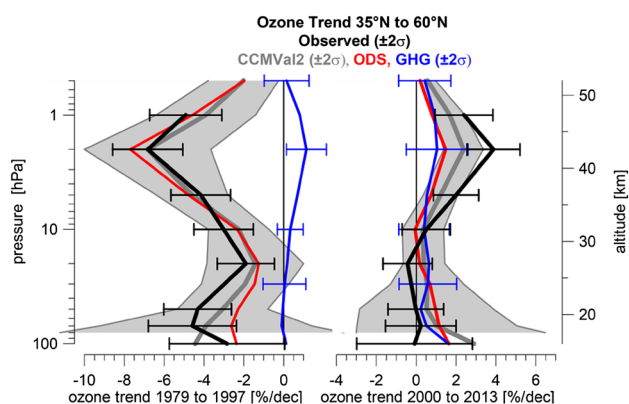 Ozone Trend 35°N to 60°N
Observed (±2σ)
CCMVal2 (±2σ), ODS, GHG (±2σ)
pressure [hPa]
1
10
100
altitude [km]
50
40
30
20
-10 -8 -6 -4 -2 0
-4 -2 0 2 4 6
ozone trend 1979 to 1997 [%/dec]
ozone trend 2000 to 2013 [%/dec]